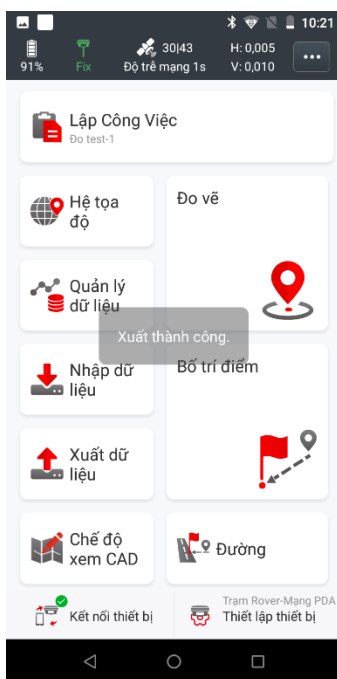 10:21
30|43
H: 0,005
91%
Fix
Độ trễ mạng 1s
V: 0,010
Lập Công Việc
Đo test-1
Hệ tọa
độ
Đo vẽ
Quản lý
dữ liệu
Xuất thành công.
Nhập dữ
liệu
Bố trí điểm
Xuất dữ
liệu
Chế độ
xem CAD
Đường
Kết nối thiết bị
Trạm Rover-Mạng PDA
Thiết lập thiết bị